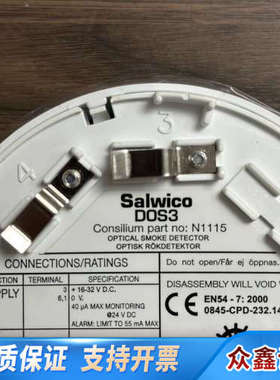 4
3
Salwico
DOS3
Consilium part no: N1115
OPTICAL SMOKE DETECTOR
OPTISK RÖKDETEKTOR
CONNECTIONS/RATINGS
Do not open/Får ej öppnas.
TERMINAL
SPECIFICATION
3
+ 16-32 V D.C.
6,1
0 V.
40 µA MAX MONITORING
@24 V DC
ALARM: LIMIT TO 55 mA MAX
DISASSEMBLY WILL VOID
EN54 - 7: 2000
0845-CPD-232.14
质保证 支持开票
众鑫